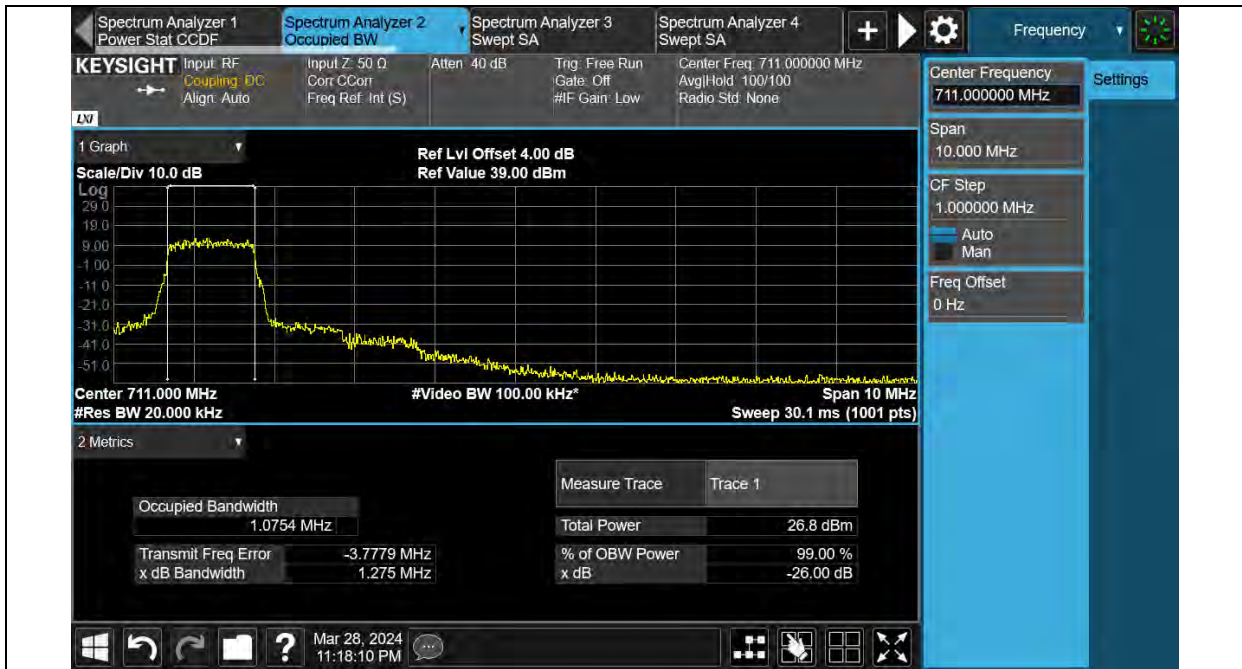 Spectrum Analyzer 1
Power Stat CCDF
Spectrum Analyzer 2
Occupied BW
Spectrum Analyzer 3
Swept SA
Spectrum Analyzer 4
Swept SA
+
Frequency
KEYSIGHT
LXI
Input: RF
Coupling: DC
Align: Auto
Input Z: 50 Ω
Corr CCorr
Freq Ref: Int (S)
Atten: 40 dB
Trig: Free Run
Gate: Off
#IF Gain: Low
Center Freq: 711.000000 MHz
Avg|Hold: 100/100
Radio Std: None
Center Frequency
711.000000 MHz
Settings
Span
10.000 MHz
CF Step
1.000000 MHz
Auto
Man
Freq Offset
0 Hz
1 Graph
Scale/Div 10.0 dB
Ref Lvl Offset 4.00 dB
Ref Value 39.00 dBm
Log
29.0
19.0
9.00
-1.00
-11.0
-21.0
-31.0
-41.0
-51.0
Center 711.000 MHz
#Video BW 100.00 kHz*
Span 10 MHz
#Res BW 20.000 kHz
Sweep 30.1 ms (1001 pts)
2 Metrics
Measure Trace
Trace 1
Occupied Bandwidth
1.0754 MHz
Total Power
26.8 dBm
Transmit Freq Error
-3.7779 MHz
% of OBW Power
99.00 %
x dB Bandwidth
1.275 MHz
x dB
-26.00 dB
?
Mar 28, 2024
11:18:10 PM